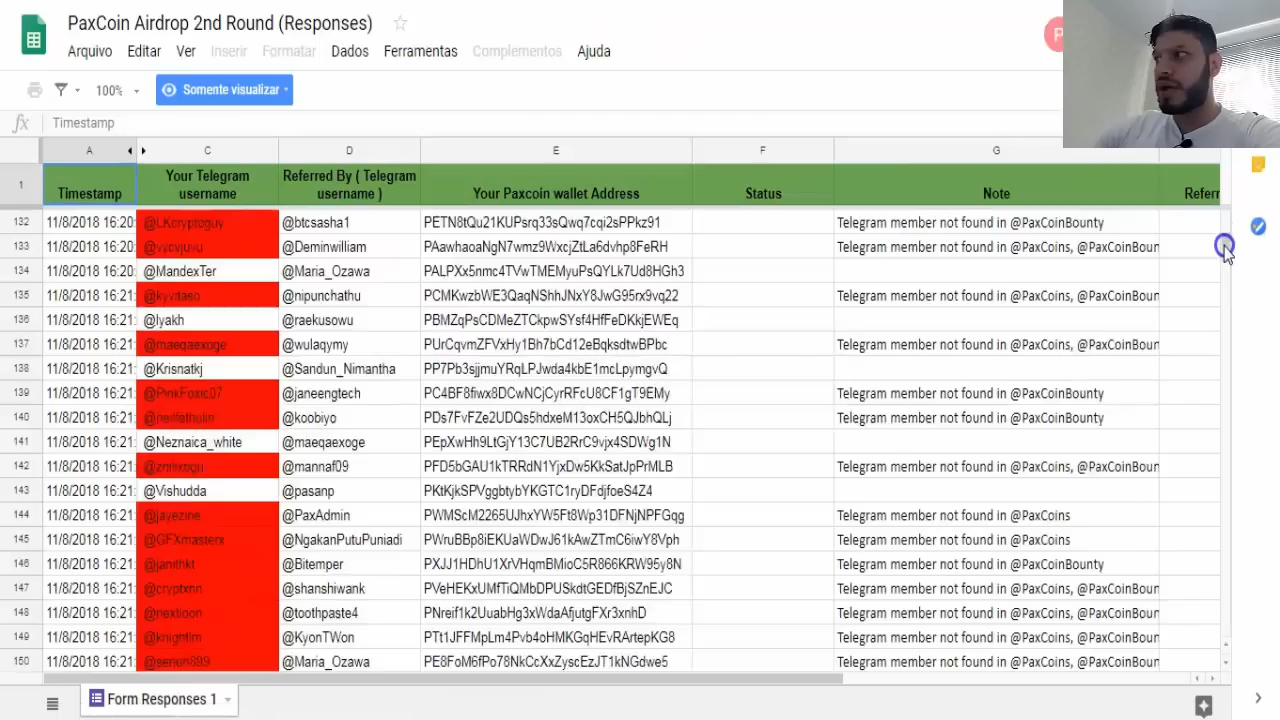 PaxCoin Airdrop 2nd Round (Responses)
Arquivo Editar Ver Inserir Formatar Dados Ferramentas Complementos Ajuda
100% Somente visualizar
fx Timestamp
A C D E F G
1 Timestamp Your Telegram username Referred By ( Telegram username ) Your Paxcoin wallet Address Status Note Referr
132 11/8/2018 16:20: @LKcryptoguy @btcsasha1 Telegram member not found in @PaxCoinBounty
133 11/8/2018 16:20: @Deminwilliam Telegram member not found in @PaxCoins, @PaxCoinBoun
134 11/8/2018 16:20: @MandexTer @Maria_Ozawa PALPXx5nmc4TVwTMEMyuPsQYLk7Ud8HGh3
135 11/8/2018 16:21: @nipunchathu PCMKwzbWE3QaqNShhJNxY8JwG95rx9vq22 Telegram member not found in @PaxCoins, @PaxCoinBoun
136 11/8/2018 16:21: @lyakh @raekusowu PBMZqPsCDMeZTCkpwSYsf4HfFeDKkjEWEq
137 11/8/2018 16:21: @maeqaexoge @wulaqymy PUrCqvmZFVxHy1Bh7bCd12eBqksdtwBPbc Telegram member not found in @PaxCoins, @PaxCoinBoun
138 11/8/2018 16:21: @Krisnatkj @Sandun_Nimantha PP7Pb3sjjmuYRqLPJwda4kbE1mcLpymgvQ
139 11/8/2018 16:21: @PinkFoxic07 @janeengtech PC4BF8fiwx8DCwNCjCyrRFcU8CF1gT9EMy Telegram member not found in @PaxCoinBounty
140 11/8/2018 16:21: @neilfathulin @koobiyo PDs7FvFZe2UDQs5hdxeM13oxCH5QJbhQLj Telegram member not found in @PaxCoinBounty
141 11/8/2018 16:21: @Neznaica_white @maeqaexoge PEpXwHh9LtGjY13C7UB2RrC9vjx4SDWg1N
142 11/8/2018 16:21: @mannaf09 PFD5bGAU1kTRRdN1YjxDw5KkSatJpPrMLB Telegram member not found in @PaxCoins, @PaxCoinBoun
143 11/8/2018 16:21: @Vishudda @pasanp PKtKjkSPVggbtybYKGTC1ryDFdjfoeS4Z4
144 11/8/2018 16:21: @jayezine @PaxAdmin PWMScM2265UJhxYW5Ft8Wp31DFNjNPFGqg Telegram member not found in @PaxCoins
145 11/8/2018 16:21: @GFXmasterx @NgakanPutuPuniadi PWruBBp8iEKUaWDwJ61kAwZTmC6xwY8Vph Telegram member not found in @PaxCoins
146 11/8/2018 16:21: @janithkt @Bitemper PXJJ1HDhU1XrVHqmBMioC5R866KRW95y8N Telegram member not found in @PaxCoinBounty
147 11/8/2018 16:21: @cryptxnn @shanshiwank PVeHEKxUMfTiQMbDPUSkdtGEDfBjSZnEJC Telegram member not found in @PaxCoins, @PaxCoinBoun
148 11/8/2018 16:21: @nextioon @toothpaste4 Telegram member not found in @PaxCoins, @PaxCoinBoun
149 11/8/2018 16:21: @knightlm @KyonTWon PTt1JFFMpLm4Pvb4oHMKGqrhEvRArtepKG8 Telegram member not found in @PaxCoins, @PaxCoinBoun
150 11/8/2018 16:21: @senun899 @Maria_Ozawa PE8FoM6fPo78NkCcXxZyscEzJT1kNGdwe5 Telegram member not found in @PaxCoins, @PaxCoinBoun
Form Responses 1